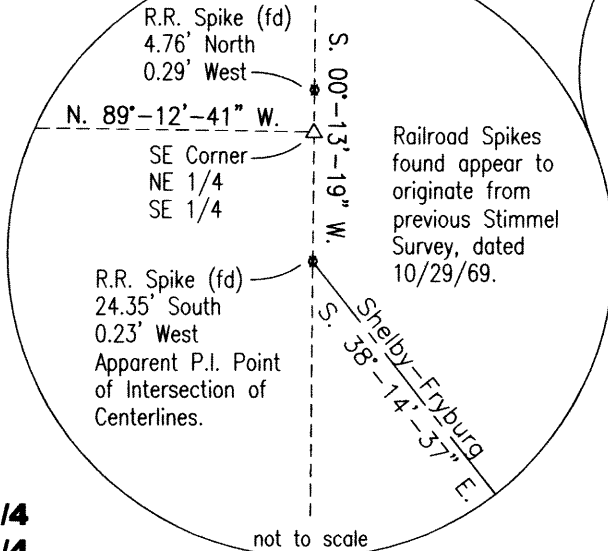 R.R. Spike (fd)
4.76' North
0.29' West
S. 00°-13'-19" W.
N. 89°-12'-41" W.
SE Corner
NE 1/4
SE 1/4
Railroad Spikes
found appear to
originate from
previous Stimmel
Survey, dated
10/29/69.
R.R. Spike (fd)
24.35' South
0.23' West
Apparent P.I. Point
of Intersection of
Centerlines.
Shelby-Fryburg
S. 38°-14'-37" E.
/4
/4
not to scale